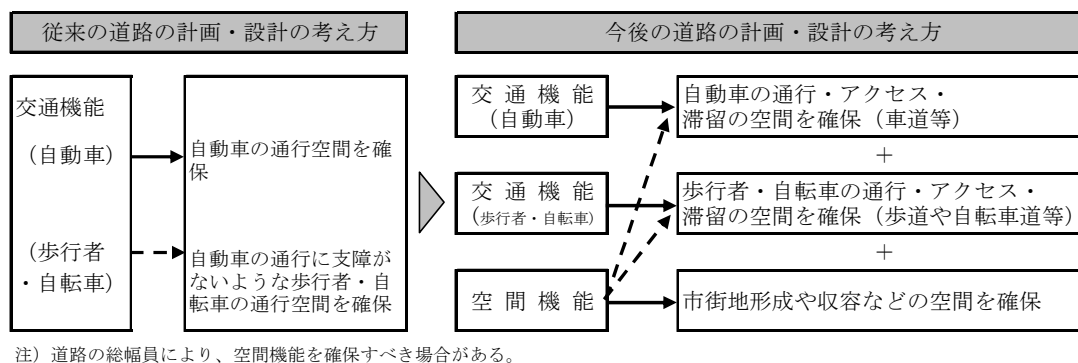 従来の道路の計画・設計の考え方
交通機能
(自動車)
(歩行者
・自転車)
自動車の通行空間を確
保
自動車の通行に支障が
ないような歩行者・自
転車の通行空間を確保
今後の道路の計画・設計の考え方
交通機能
(自動車)
自動車の通行・アクセス・
滞留の空間を確保（車道等）
＋
交通機能
(歩行者・自転車)
歩行者・自転車の通行・アクセス・
滞留の空間を確保（歩道や自転車道等）
＋
空間機能
市街地形成や収容などの空間を確保
注）道路の総幅員により、空間機能を確保すべき場合がある。